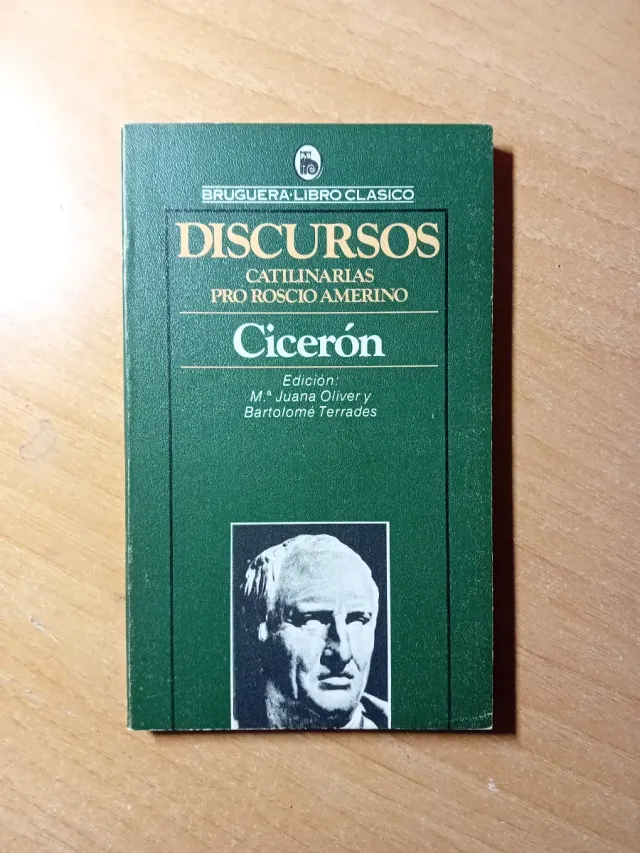 BRUGUERA·LIBRO CLASICO
DISCURSOS
CATILINARIAS
PRO ROSCIO AMERINO
Cicerón
Edición:
M.ª Juana Oliver y
Bartolomé Terrades